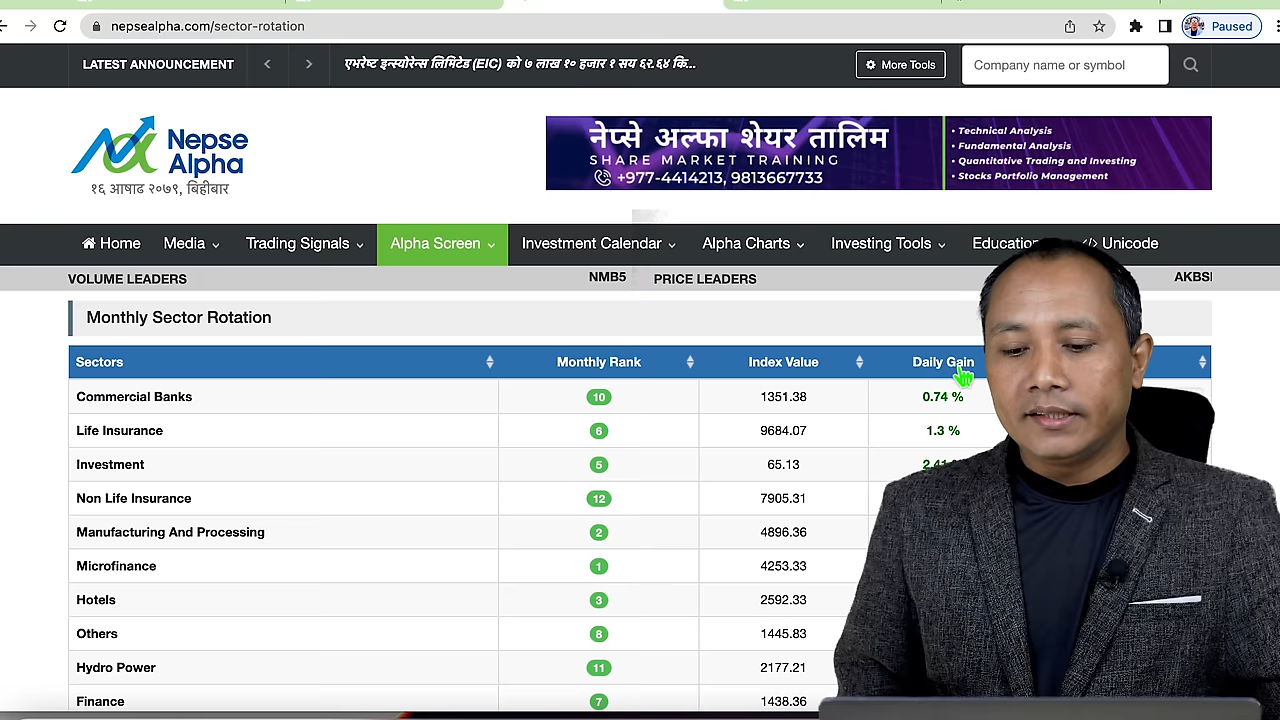 nepsealpha.com/sector-rotation
Paused
LATEST ANNOUNCEMENT
एभरेष्ट इन्स्योरेन्स लिमिटेड (EIC) को ७ लाख १० हजार १ सय ६२.६४ कि...
More Tools
Company name or symbol
Nepse
Alpha
१६ आषाढ २०७९, बिहीबार
नेप्से अल्फा शेयर तालिम
SHARE MARKET TRAINING
+977-4414213, 9813667733
• Technical Analysis
• Fundamental Analysis
• Quantitative Trading and Investing
• Stocks Portfolio Management
Home Media Trading Signals Alpha Screen Investment Calendar Alpha Charts Investing Tools Education </> Unicode
VOLUME LEADERS NMB5 PRICE LEADERS AKBSI
Monthly Sector Rotation
Sectors Monthly Rank Index Value Daily Gain
Commercial Banks 10 1351.38 0.74 %
Life Insurance 6 9684.07 1.3 %
Investment 5 65.13 2.41
Non Life Insurance 12 7905.31
Manufacturing And Processing 2 4896.36
Microfinance 1 4253.33
Hotels 3 2592.33
Others 8 1445.83
Hydro Power 11 2177.21
Finance 7 1438.36